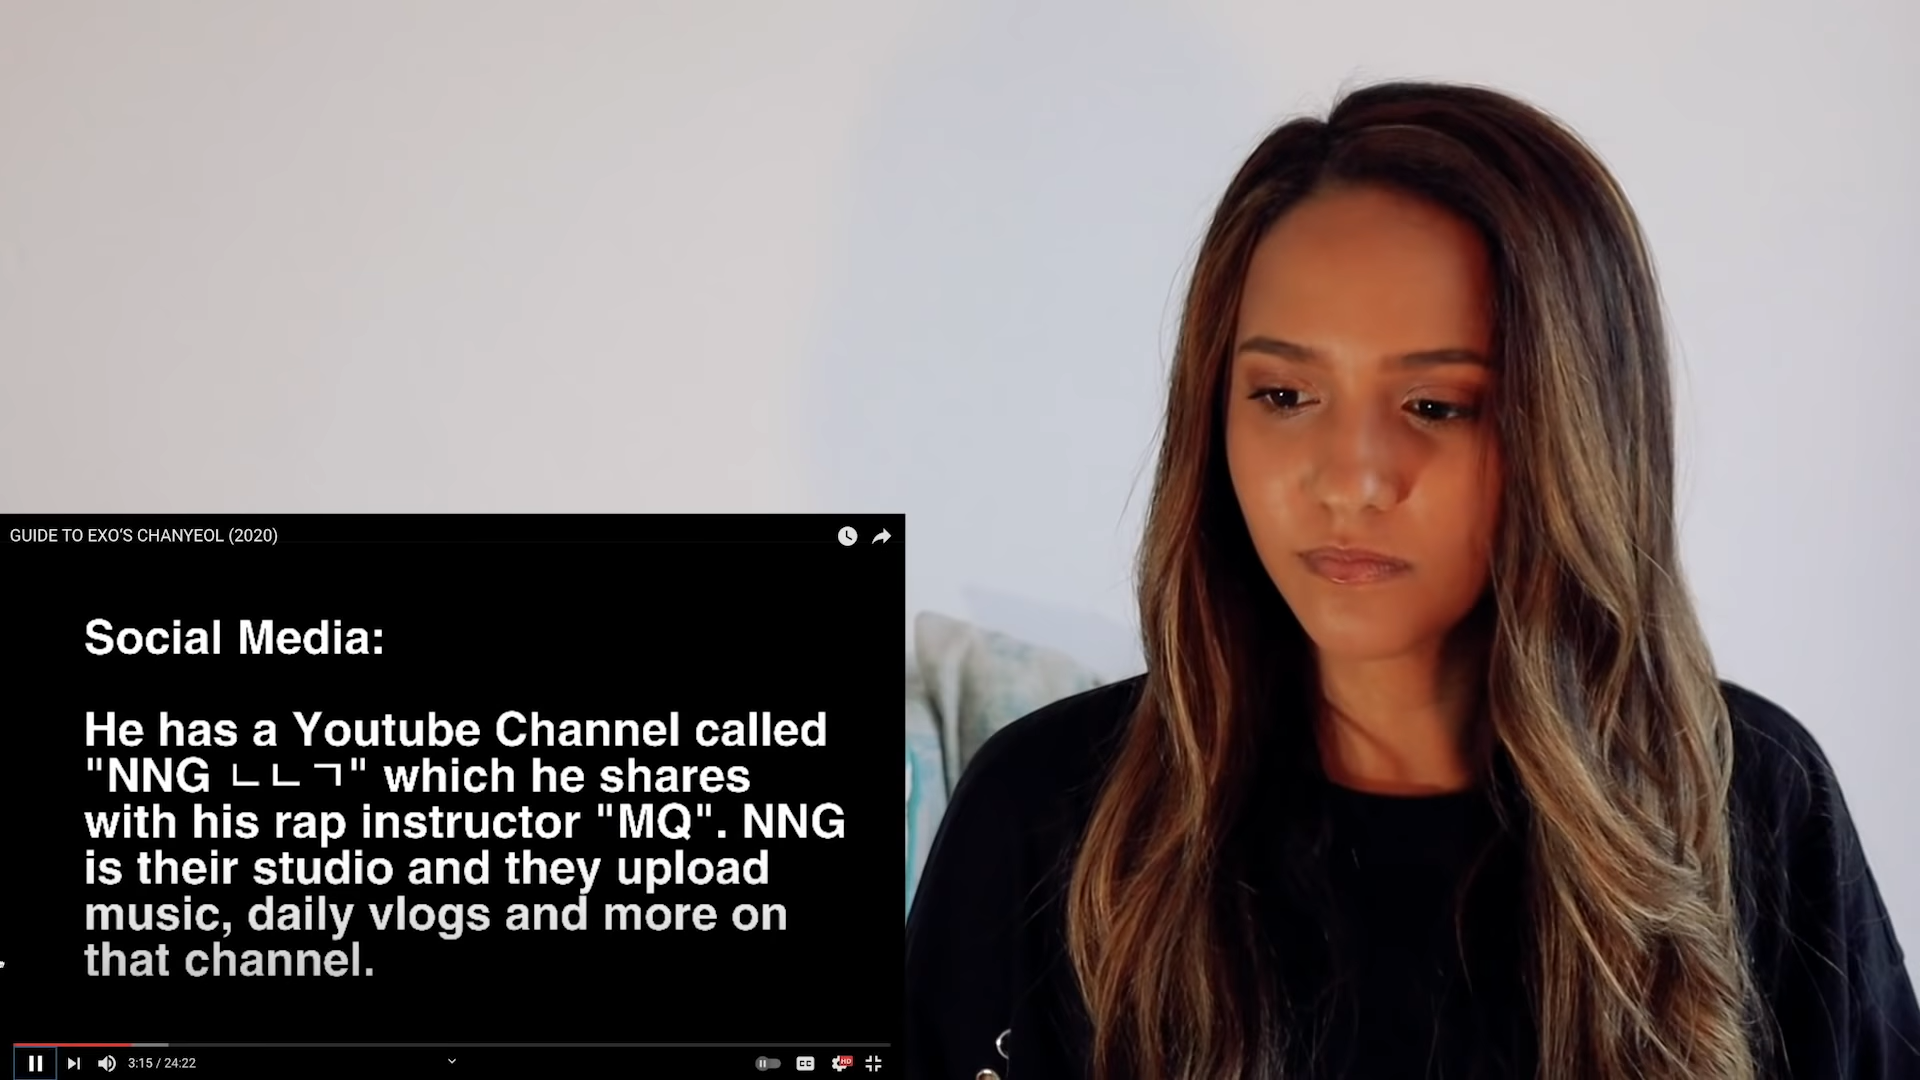 GUIDE TO EXO'S CHANYEOL (2020)
Social Media:
He has a Youtube Channel called
"NNG ㄴㄴㄱ" which he shares
with his rap instructor "MQ". NNG
is their studio and they upload
music, daily vlogs and more on
that channel.
3:15 / 24:22
CC
HD